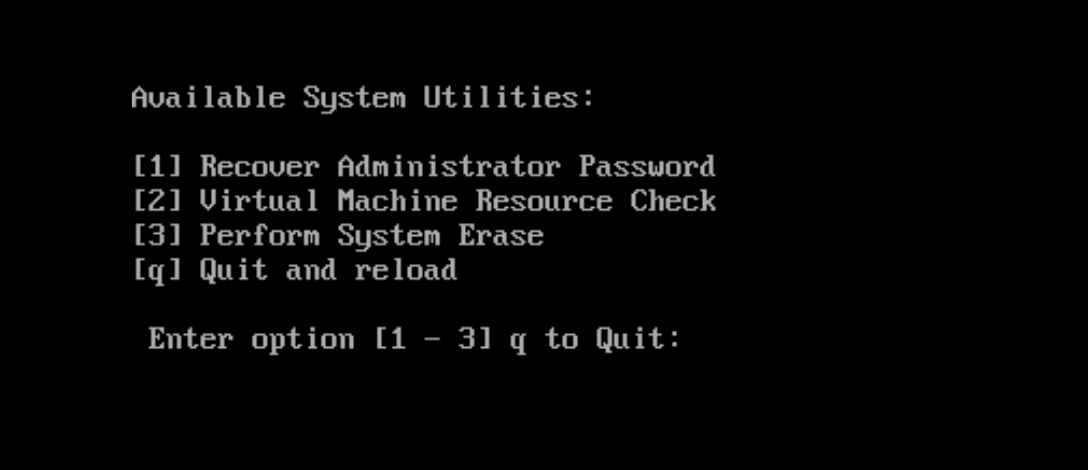 Available System Utilities:
[1] Recover Administrator Password
[2] Virtual Machine Resource Check
[3] Perform System Erase
[q] Quit and reload
Enter option [1 - 3] q to Quit: